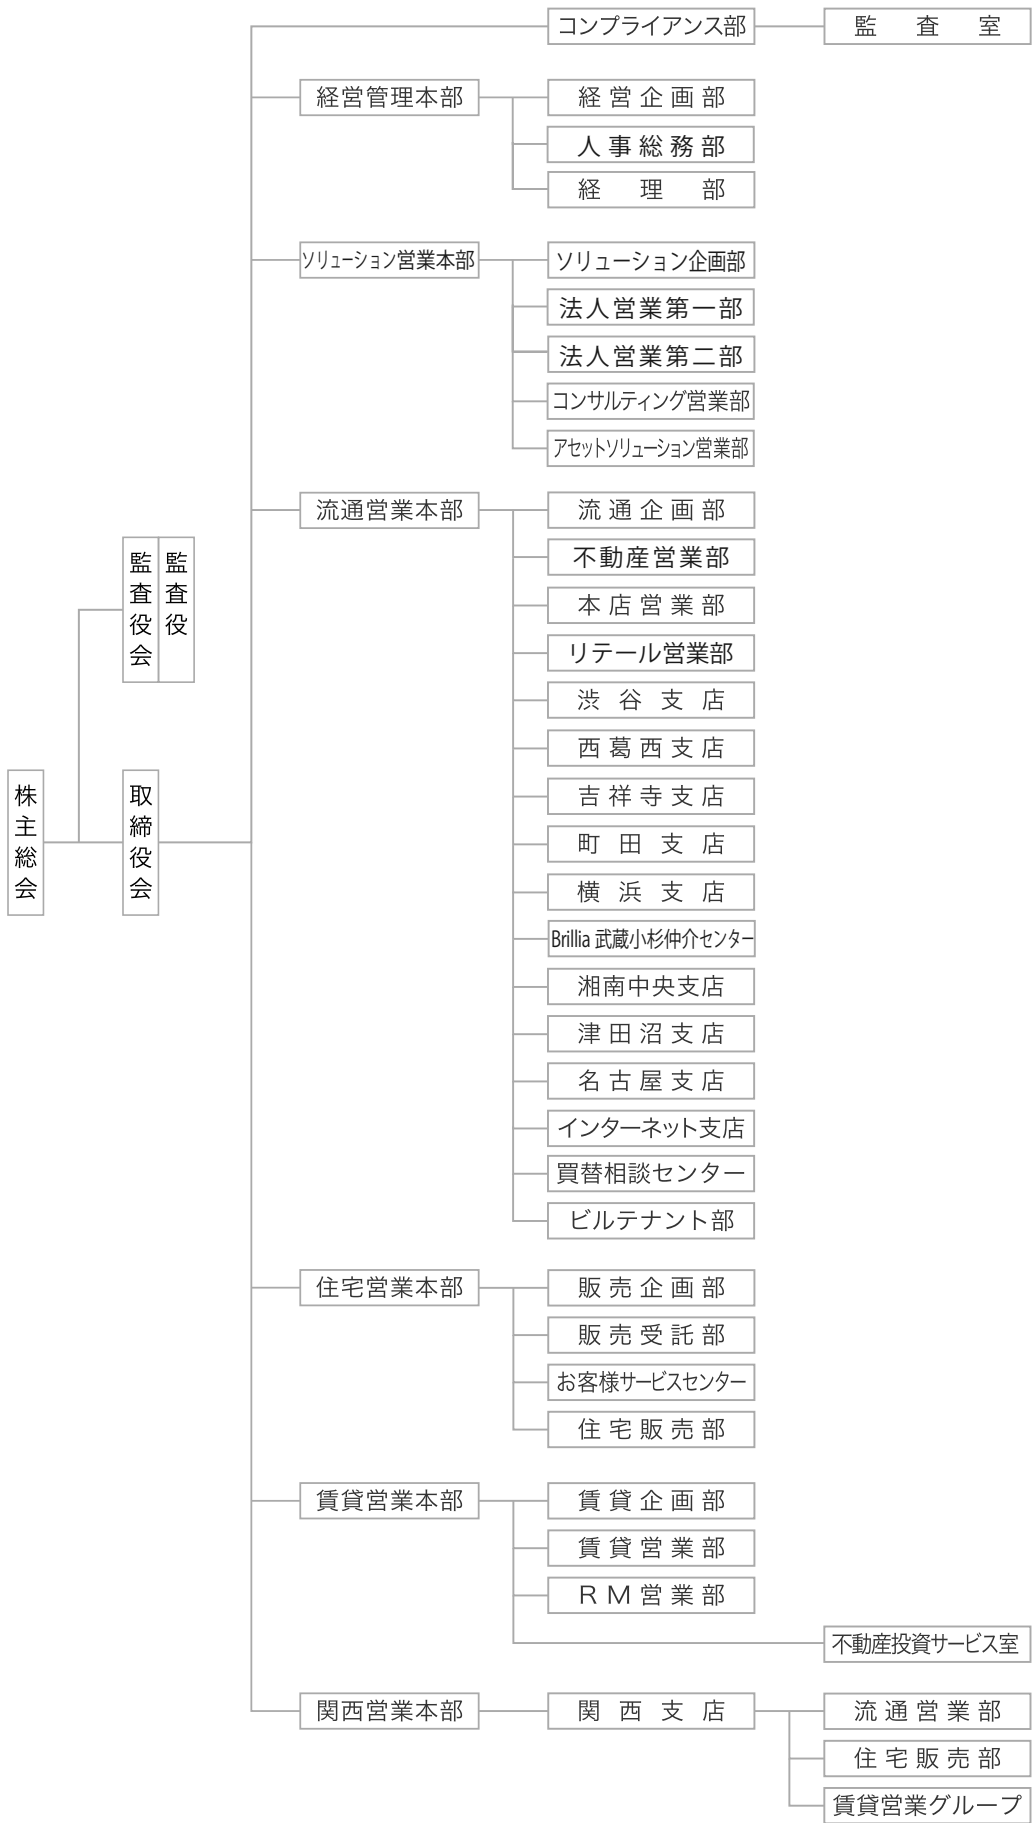 コンプライアンス部
監査室
経営管理本部
経営企画部
人事総務部
経理部
ソリューション営業本部
ソリューション企画部
法人営業第一部
法人営業第二部
コンサルティング営業部
アセットソリューション営業部
流通営業本部
流通企画部
不動産営業部
監査役会
監査役
本店営業部
リテール営業部
渋谷支店
西葛西支店
株主総会
取締役会
吉祥寺支店
町田支店
横浜支店
Brillia 武蔵小杉仲介センター
湘南中央支店
津田沼支店
名古屋支店
インターネット支店
買替相談センター
ビルテナント部
住宅営業本部
販売企画部
販売受託部
お客様サービスセンター
住宅販売部
賃貸営業本部
賃貸企画部
賃貸営業部
RM営業部
不動産投資サービス室
関西営業本部
関西支店
流通営業部
住宅販売部
賃貸営業グループ